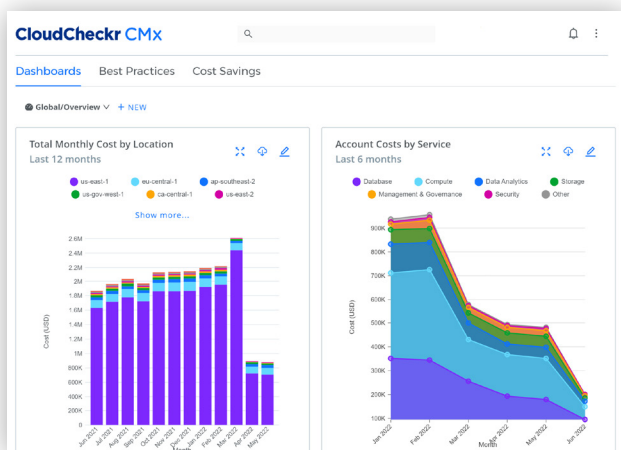 CloudCheckr CMx
Dashboards Best Practices Cost Savings
Global/Overview + NEW
Total Monthly Cost by Location
Last 12 months
us-east-1 eu-central-1 ap-southeast-2
us-gov-west-1 ca-central-1 us-east-2
Show more...
2.6M
2.4M
2.2M
2M
1.8M
1.6M
1.4M
1.2M
1M
800K
600K
400K
200K
0
Cost (USD)
Jun 2021 Jul 2021 Aug 2021 Sep 2021 Oct 2021 Nov 2021 Dec 2021 Jan 2022 Feb 2022 Mar 2022 Apr 2022 May 2022
Month
Account Costs by Service
Last 6 months
Database Compute Data Analytics Storage
Management & Governance Security Other
900K
800K
700K
600K
500K
400K
300K
200K
100K
Cost (USD)
Jan 2022 Feb 2022 Mar 2022 Apr 2022 May 2022 Jun 2022
Month